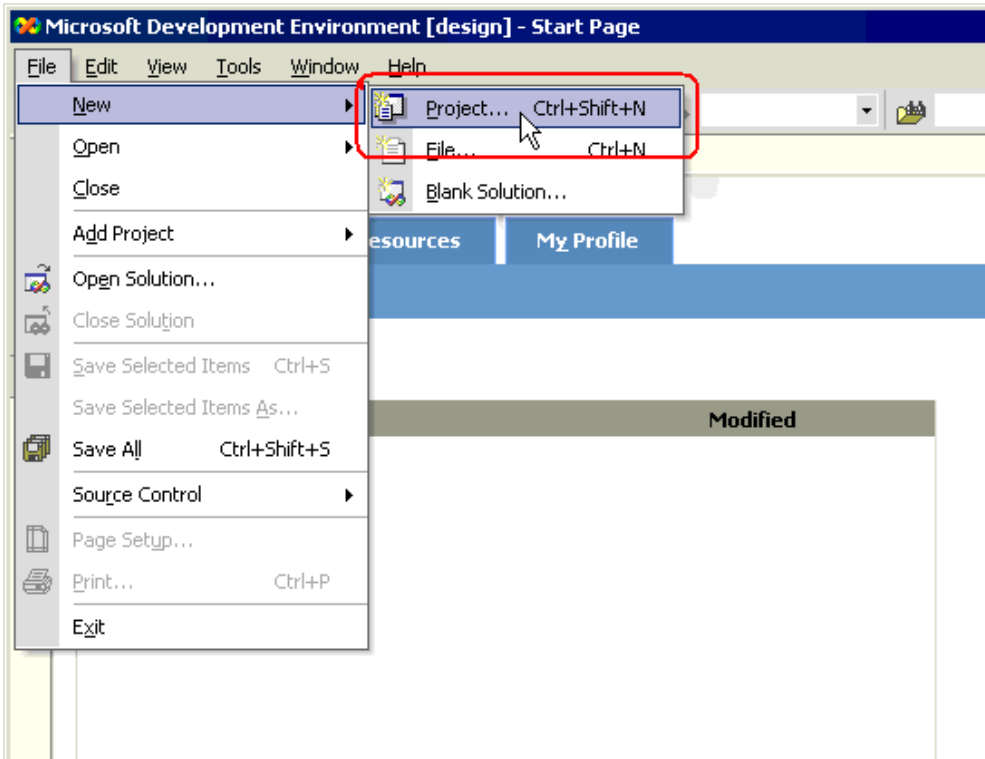 Microsoft Development Environment [design] - Start Page
File Edit View Tools Window Help
New
Project... Ctrl+Shift+N
Open
File... Ctrl+N
Close
Blank Solution...
Add Project
esources My Profile
Open Solution...
Close Solution
Save Selected Items Ctrl+S
Save Selected Items As...
Modified
Save All Ctrl+Shift+S
Source Control
Page Setup...
Print... Ctrl+P
Exit